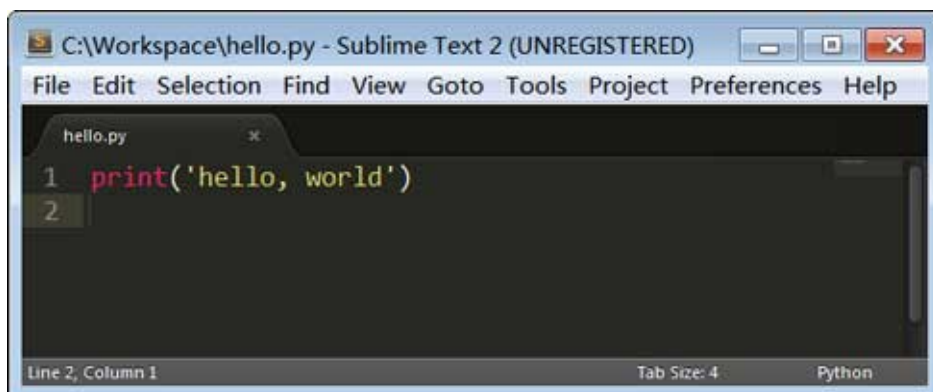 C:\Workspace\hello.py - Sublime Text 2 (UNREGISTERED)
File Edit Selection Find View Goto Tools Project Preferences Help
hello.py
1 print('hello, world')
2
Line 2, Column 1 Tab Size: 4 Python